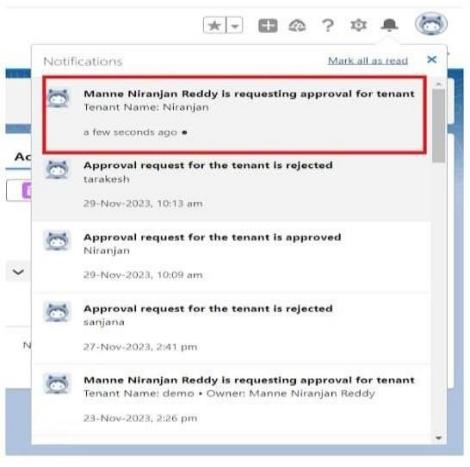 Notifications
Mark all as read
Manne Niranjan Reddy is requesting approval for tenant
Tenant Name: Niranjan
a few seconds ago •
Ac
Approval request for the tenant is rejected
tarakesh
29-Nov-2023, 10:13 am
Approval request for the tenant is approved
Niranjan
29-Nov-2023, 10:09 am
Approval request for the tenant is rejected
sanjana
27-Nov-2023, 2:41 pm
N
Manne Niranjan Reddy is requesting approval for tenant
Tenant Name: demo • Owner: Manne Niranjan Reddy
23-Nov-2023, 2:26 pm